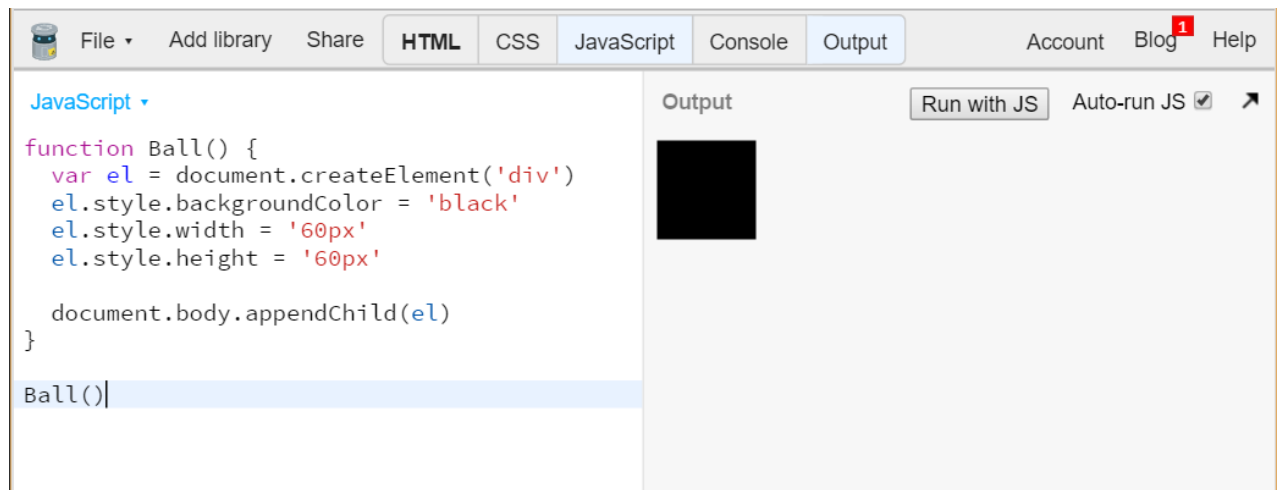 File Add library Share HTML CSS JavaScript Console Output Account Blog 1 Help
JavaScript
Output Run with JS Auto-run JS
function Ball() {
  var el = document.createElement('div')
  el.style.backgroundColor = 'black'
  el.style.width = '60px'
  el.style.height = '60px'
  document.body.appendChild(el)
}
Ball()